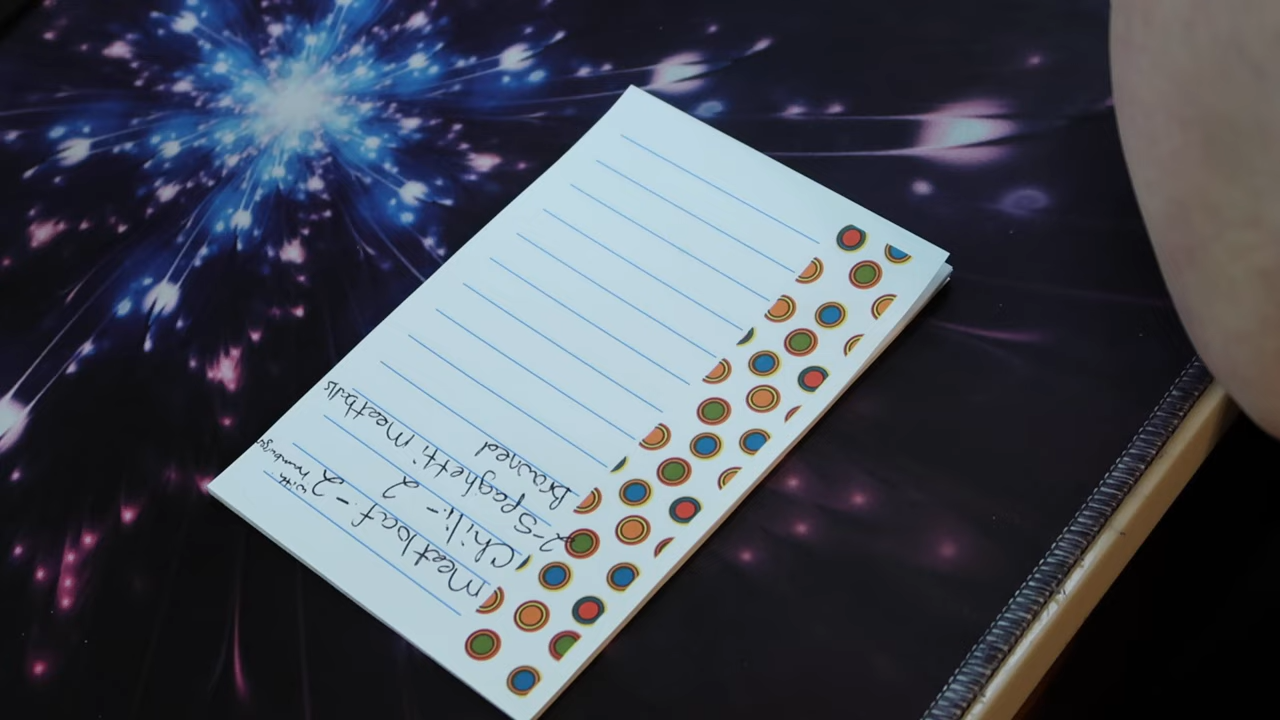 Meatloaf - 2 with hamburger
Chili - 2
2 - Spaghetti Meatballs
Browned